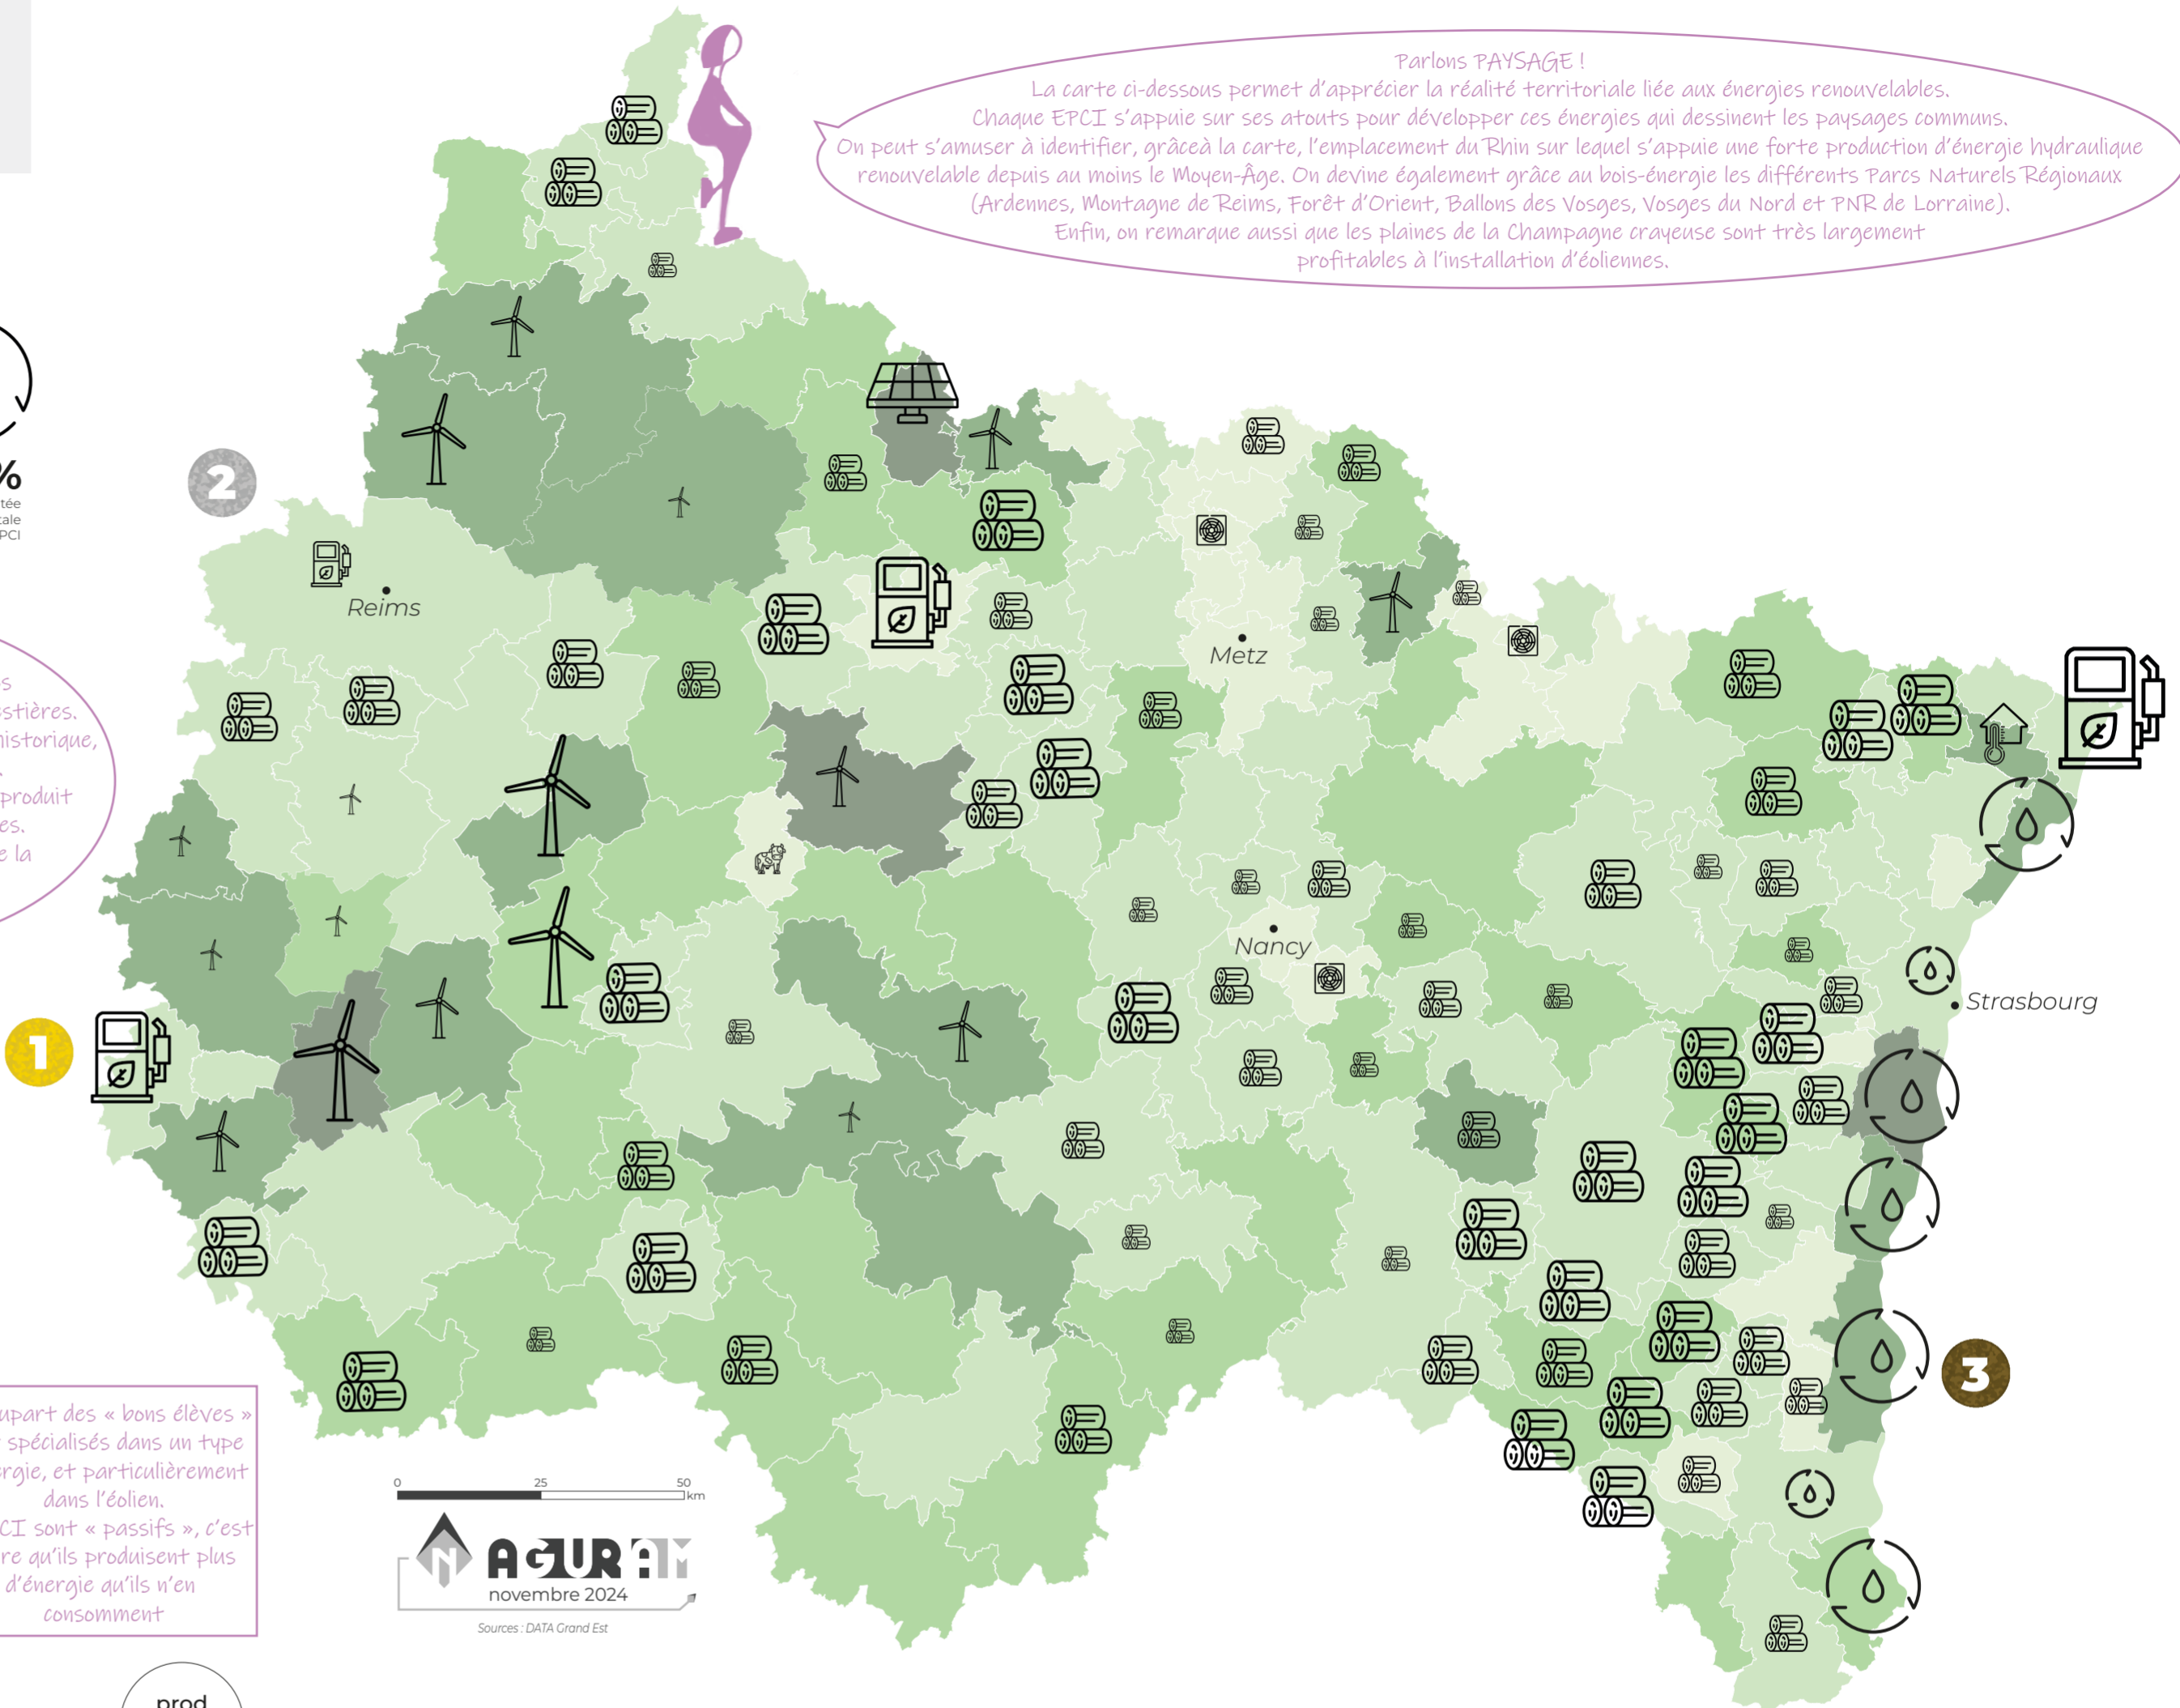 Parlons PAYSAGE !
La carte ci-dessous permet d'apprécier la réalité territoriale liée aux énergies renouvelables.
Chaque EPCI s'appuie sur ses atouts pour développer ces énergies qui dessinent les paysages communs.
On peut s'amuser à identifier, grâceà la carte, l'emplacement du Rhin sur lequel s'appuie une forte production d'énergie hydraulique
renouvelable depuis au moins le Moyen-Âge. On devine également grâce au bois-énergie les différents Parcs Naturels Régionaux
(Ardennes, Montagne de Reims, Forêt d'Orient, Ballons des Vosges, Vosges du Nord et PNR de Lorraine).
Enfin, on remarque aussi que les plaines de la Champagne crayeuse sont très largement
profitables à l'installation d'éoliennes.
%
tée
tale
PCI
2
Reims
Metz
s
stières.
historique,
produit
es.
e la
Nancy
Strasbourg
1
3
upart des « bons élèves »
spécialisés dans un type
ergie, et particulièrement
dans l'éolien.
CI sont « passifs », c'est
re qu'ils produisent plus
d'énergie qu'ils n'en
consomment
0 25 50
km
N
AGURAM
novembre 2024
Sources : DATA Grand Est
prod